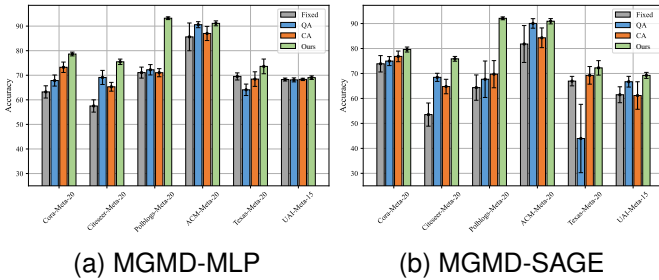 Accuracy
90
80
70
60
50
40
30
Fixed
QA
CA
Ours
Cora-Meta-20
Citeseer-Meta-20
Polblogs-Meta-20
ACM-Meta-20
Texas-Meta-20
UAI-Meta-15
(a) MGMD-MLP
Accuracy
90
80
70
60
50
40
30
Fixed
QA
CA
Ours
Cora-Meta-20
Citeseer-Meta-20
Polblogs-Meta-20
ACM-Meta-20
Texas-Meta-20
UAI-Meta-15
(b) MGMD-SAGE